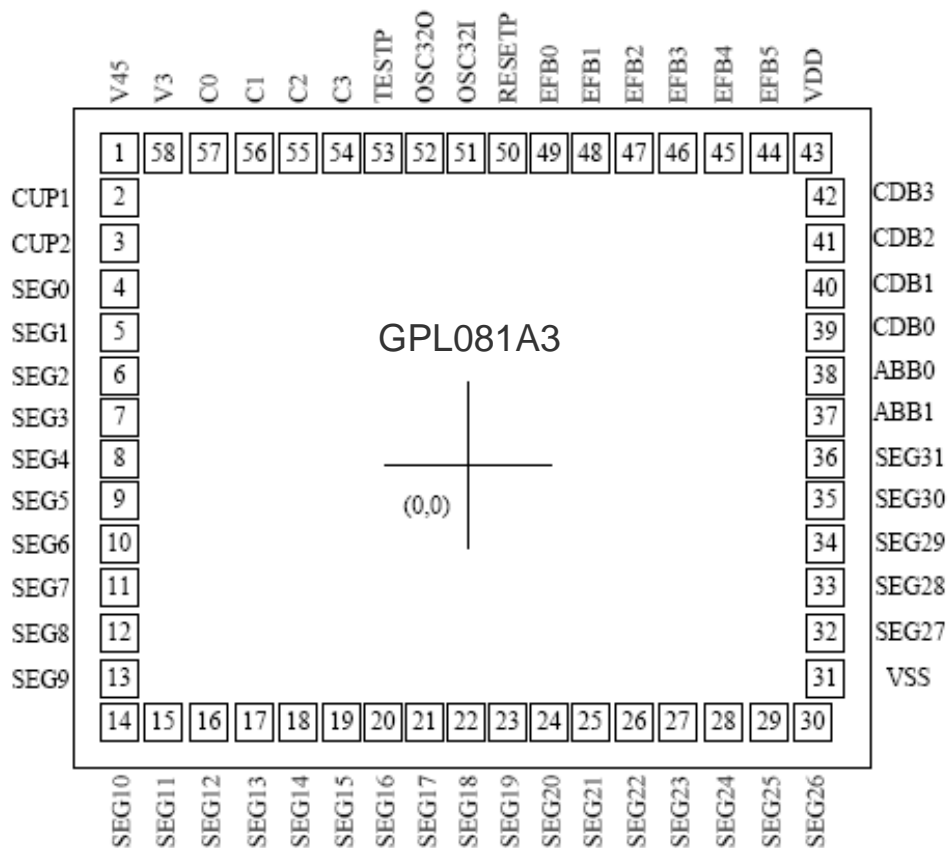 V45 V3 C0 C1 C2 C3 TESTP OSC32O OSC32I RESETP EFB0 EFB1 EFB2 EFB3 EFB4 EFB5 VDD
1 58 57 56 55 54 53 52 51 50 49 48 47 46 45 44 43
CUP1 2 42 CDB3
CUP2 3 41 CDB2
SEG0 4 40 CDB1
SEG1 5 39 CDB0
GPL081A3
SEG2 6 38 ABB0
SEG3 7 37 ABB1
SEG4 8 36 SEG31
SEG5 9 35 SEG30
(0,0)
SEG6 10 34 SEG29
SEG7 11 33 SEG28
SEG8 12 32 SEG27
SEG9 13 31 VSS
14 15 16 17 18 19 20 21 22 23 24 25 26 27 28 29 30
SEG10 SEG11 SEG12 SEG13 SEG14 SEG15 SEG16 SEG17 SEG18 SEG19 SEG20 SEG21 SEG22 SEG23 SEG24 SEG25 SEG26